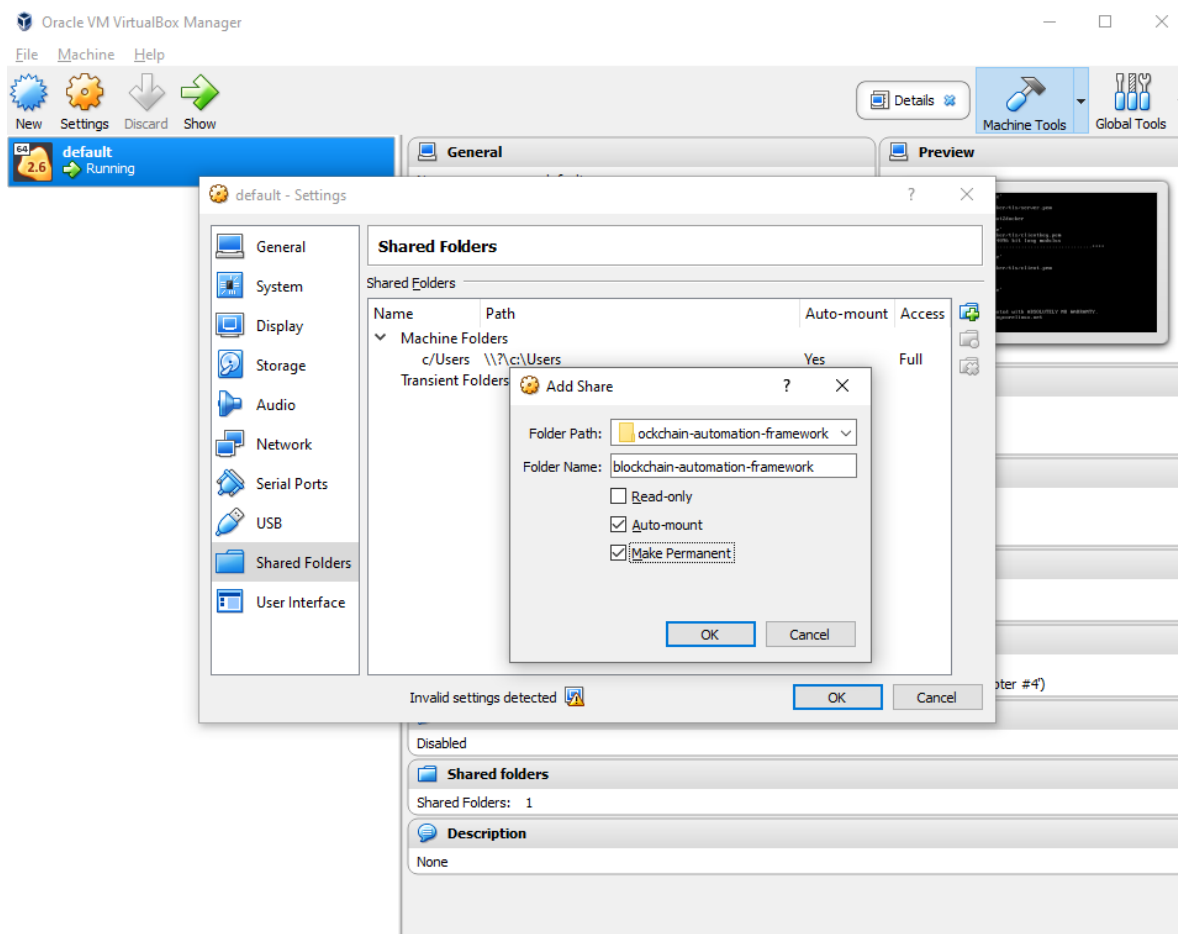 Oracle VM VirtualBox Manager
File Machine Help
New Settings Discard Show
Details
Machine Tools
Global Tools
64
2.6
default
Running
General
Preview
default - Settings
?
General
System
Display
Storage
Audio
Network
Serial Ports
USB
Shared Folders
User Interface
Shared Folders
Shared Folders
Name Path Auto-mount Access
Machine Folders
c/Users \\?\c:\Users Yes Full
Transient Folders
Add Share ?
Folder Path: ockchain-automation-framework
Folder Name: blockchain-automation-framework
Read-only
Auto-mount
Make Permanent
OK Cancel
Invalid settings detected
OK Cancel
pter #4')
Disabled
Shared folders
Shared Folders: 1
Description
None